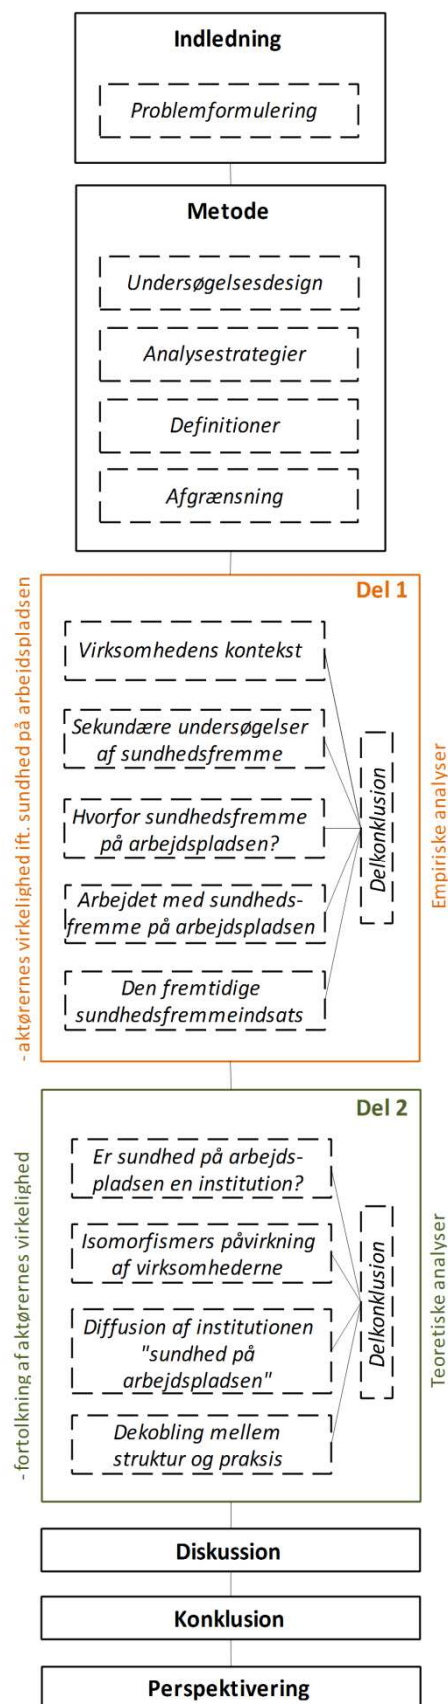 Indledning
Problemformulering
Metode
Undersøgelsesdesign
Analysestrategier
Definitioner
Afgrænsning
Del 1
- aktørernes virkelighed ift. sundhed på arbejdspladsen
Virksomhedens kontekst
Sekundære undersøgelser
af sundhedsfremme
Hvorfor sundhedsfremme
på arbejdspladsen?
Arbejdet med sundheds-
fremme på arbejdspladsen
Den fremtidige
sundhedsfremmeindsats
Delkonklusion
Empiriske analyser
Del 2
- fortolkning af aktørernes virkelighed
Er sundhed på arbejds-
pladsen en institution?
Isomorfismers påvirkning
af virksomhederne
Diffusion af institutionen
"sundhed på
arbejdspladsen"
Dekobling mellem
struktur og praksis
Delkonklusion
Teoretiske analyser
Diskussion
Konklusion
Perspektivering